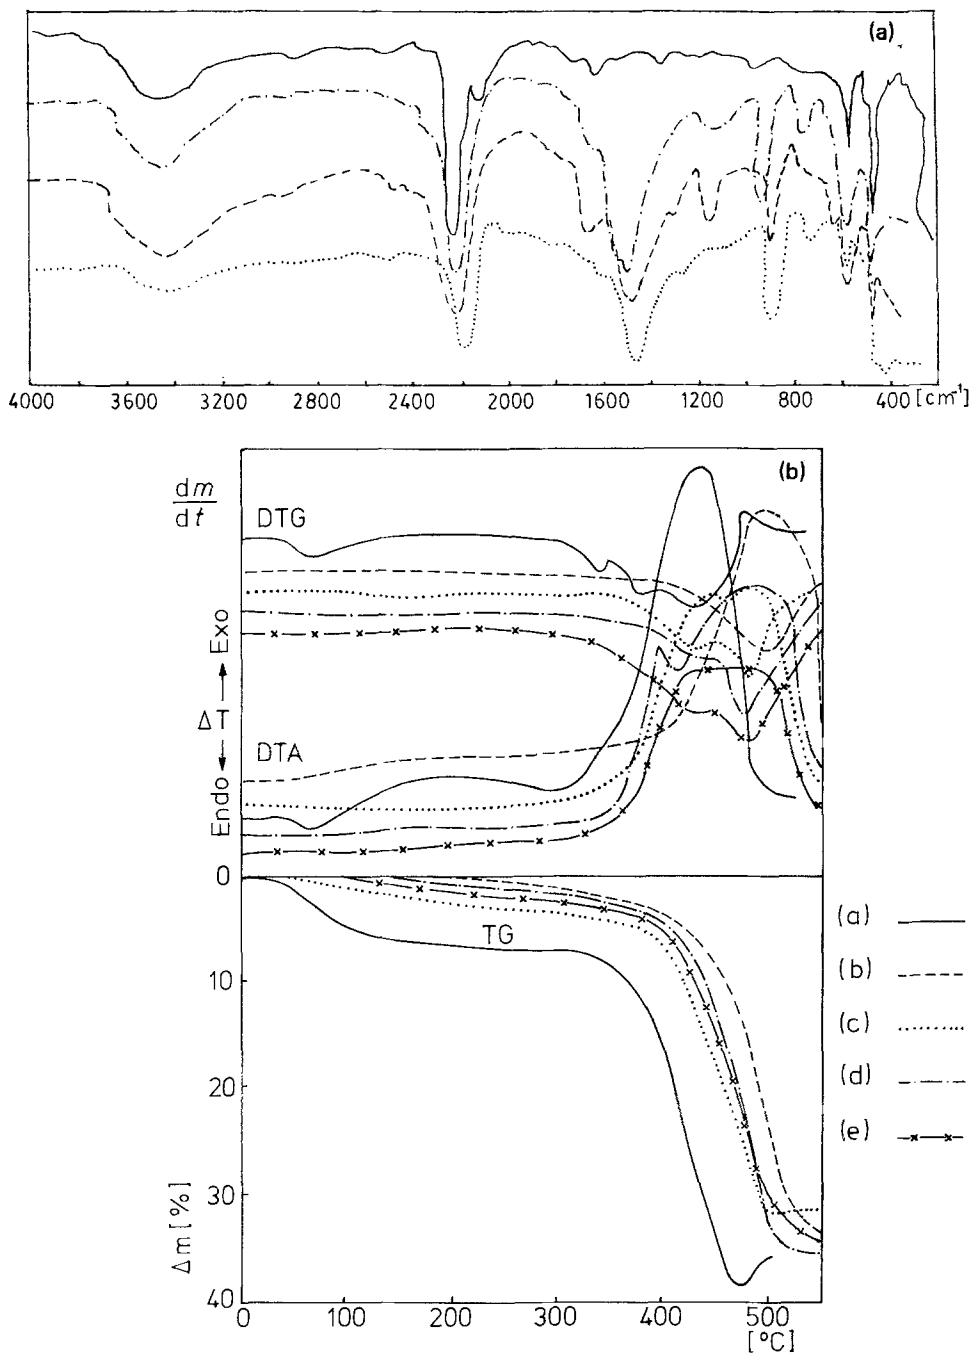 (a)
4000 3600 3200 2800 2400 2000 1600 1200 800 400 [cm⁻¹]
(b)
dm/dt
DTG
Exo
ΔT
Endo
DTA
0
TG
10
20
30
40
Δm [%]
0 100 200 300 400 500
[°C]
(a)
(b)
(c)
(d)
(e)